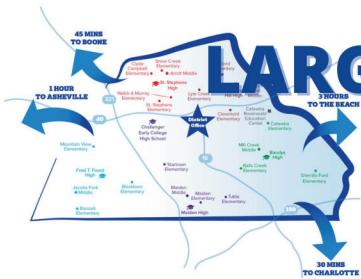 45 MINS
TO BOONE
LARG
1 HOUR
TO ASHEVILLE
3 HOURS
TO THE BEACH
30 MINS
TO CHARLOTTE
Clyde
Campbell
Elementary
Snow Creek
Elementary
Arndt Middle
St. Stephens
High
Webb A Murray
Elementary
St. Stephens
Elementary
Lyle Creek
Elementary
321
40
District
Office
Challenger
Early College
High School
Claremont
Elementary
Catawba
Rosenwald
Education
Center
Catawba
Elementary
Mill Creek
Middle
Bandys
High
Balls Creek
Elementary
Sherrills Ford
Elementary
Mountain View
Elementary
Fred T. Foard
High
Jacobs Fork
Middle
Banoak
Elementary
Blackburn
Elementary
Startown
Elementary
Maiden
Middle
Maiden
Elementary
Maiden High
Tuttle
Elementary
16
150